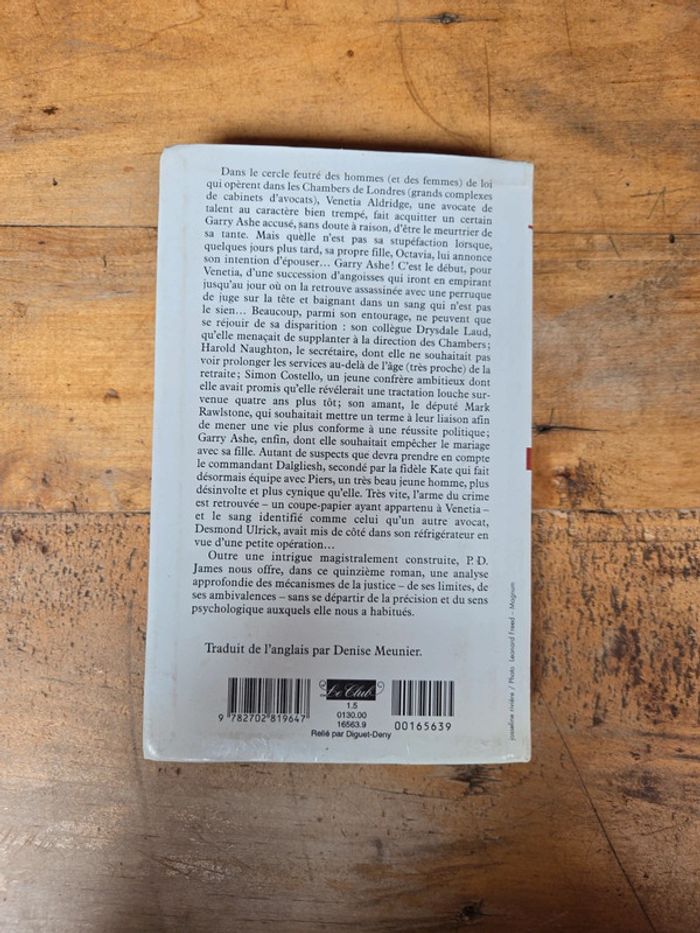 Dans le cercle feutré des hommes (et des femmes) de loi
qui opèrent dans les Chambers de Londres (grands complexes
de cabinets d'avocats), Venetia Aldridge, une avocate de
talent au caractère bien trempé, fait acquitter un certain
Garry Ashe accusé, sans doute à raison, d'être le meurtrier de
sa tante. Mais quelle n'est pas sa stupéfaction lorsque,
quelques jours plus tard, sa propre fille, Octavia, lui annonce
son intention d'épouser... Garry Ashe! C'est le début, pour
Venetia, d'une succession d'angoisses qui iront en empirant
jusqu'au jour où on la retrouve assassinée avec une perruque
de juge sur la tête et baignant dans un sang qui n'est pas
le sien... Beaucoup, parmi son entourage, ne peuvent que
se réjouir de sa disparition : son collègue Drysdale Laud,
qu'elle menaçait de supplanter à la direction des Chambers;
Harold Naughton, le secrétaire, dont elle ne souhaitait pas
voir prolonger les services au-delà de l'âge (très proche) de la
retraite; Simon Costello, un jeune confrère ambitieux dont
elle avait promis qu'elle révélerait une tractation louche sur-
venue quatre ans plus tôt; son amant, le député Mark
Rawlstone, qui souhaitait mettre un terme à leur liaison afin
de mener une vie plus conforme à une réussite politique;
Garry Ashe, enfin, dont elle souhaitait empêcher le mariage
avec sa fille. Autant de suspects que devra prendre en compte
le commandant Dalgliesh, secondé par la fidèle Kate qui fait
désormais équipe avec Piers, un très beau jeune homme, plus
désinvolte et plus cynique qu'elle. Très vite, l'arme du crime
est retrouvée – un coupe-papier ayant appartenu à Venetia –
et le sang identifié comme celui qu'un autre avocat,
Desmond Ulrick, avait mis de côté dans son réfrigérateur en
vue d'une petite opération...
Outre une intrigue magistralement construite, P. D.
James nous offre, dans ce quinzième roman, une analyse
approfondie des mécanismes de la justice – de ses limites, de
ses ambivalences – sans se départir de la précision et du sens
psychologique auxquels elle nous a habitués.
Traduit de l'anglais par Denise Meunier.
Le Club
1.5
0130.00
16563.9
Relié par Diguet-Deny
9 782702 819647
00165639
josseline rivière / Photo Leonard Freed – Magnum